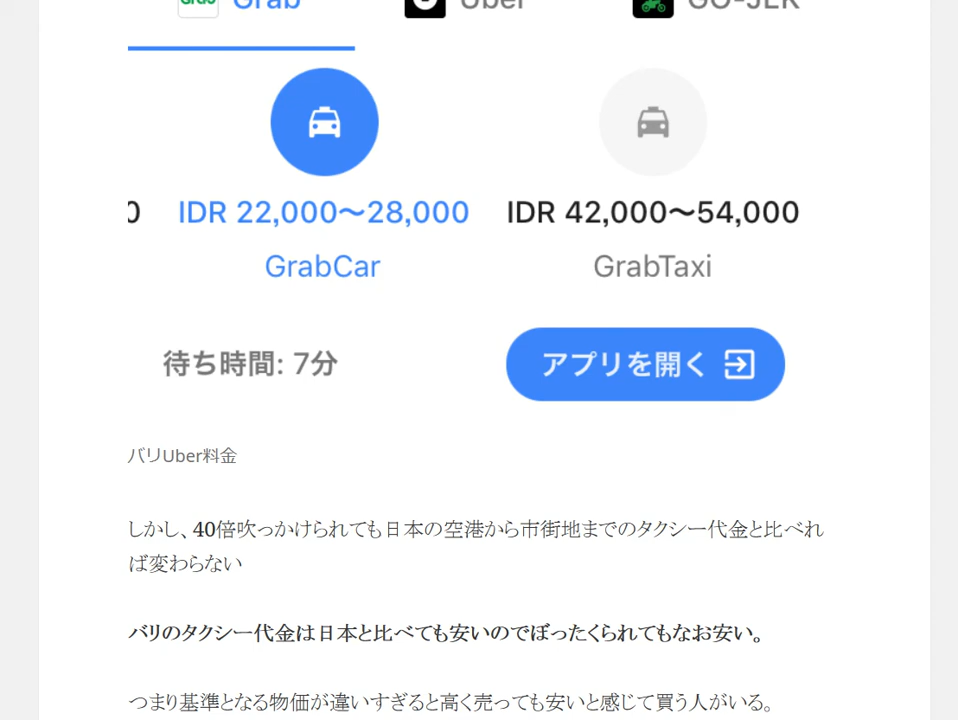 Grab Uber GO-JEK
0 IDR 22,000〜28,000 IDR 42,000〜54,000
GrabCar GrabTaxi
待ち時間: 7分 アプリを開く
バリUber料金
しかし、40倍吹っかけられても日本の空港から市街地までのタクシー代金と比べれ
ば変わらない
バリのタクシー代金は日本と比べても安いのでぼったくられてもなお安い。
つまり基準となる物価が違いすぎると高く売っても安いと感じて買う人がいる。